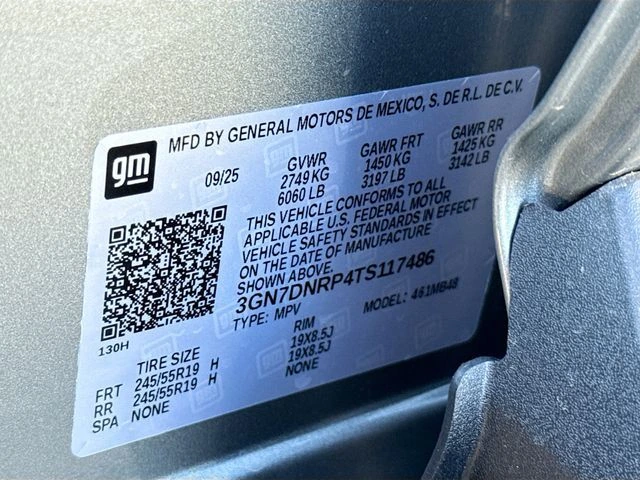 gm
MFD BY GENERAL MOTORS DE MEXICO, S. DE R.L. DE C.V.
09/25 GVWR GAWR FRT GAWR RR
2749 KG 1450 KG 1425 KG
6060 LB 3197 LB 3142 LB
THIS VEHICLE CONFORMS TO ALL
APPLICABLE U.S. FEDERAL MOTOR
VEHICLE SAFETY STANDARDS IN EFFECT
ON THE DATE OF MANUFACTURE
SHOWN ABOVE.
3GN7DNRP4TS117486
TYPE: MPV MODEL: 461MB48
130H
TIRE SIZE RIM
FRT 245/55R19 H 19X8.5J
RR 245/55R19 H 19X8.5J
SPA NONE NONE